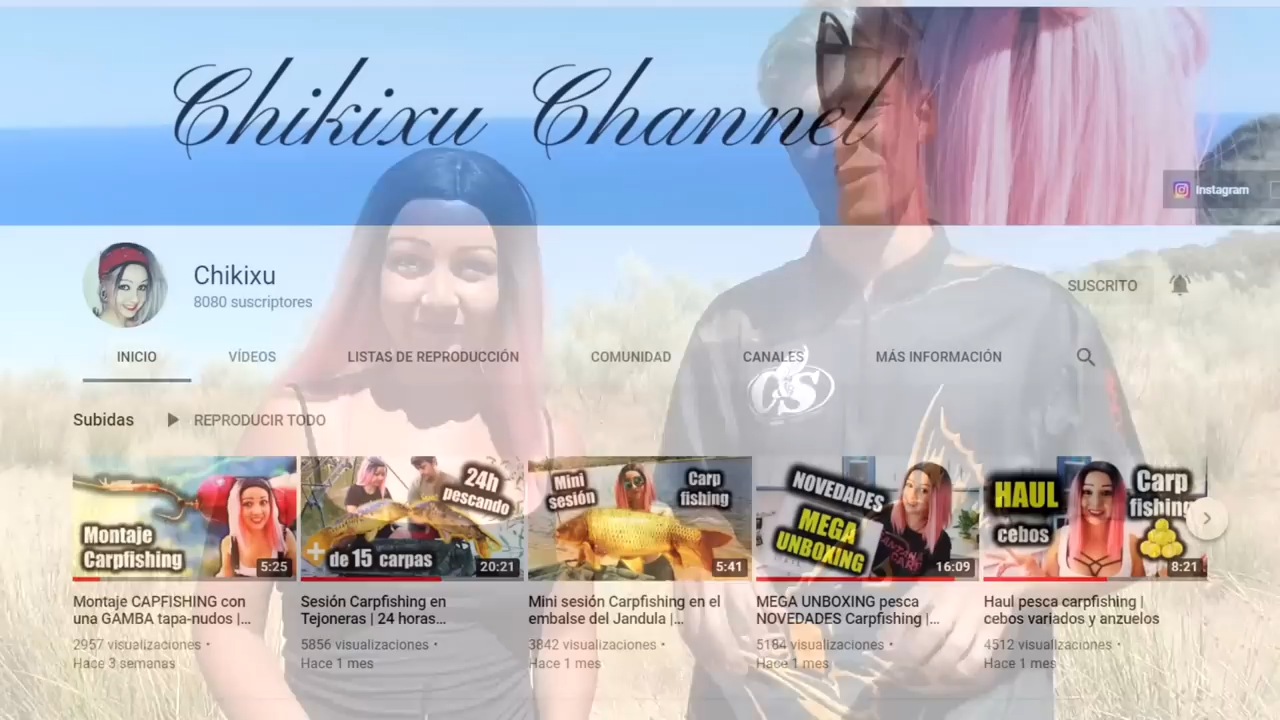 Chikixu Channel
Instagram
Chikixu
8080 suscriptores
SUSCRITO
INICIO
VÍDEOS
LISTAS DE REPRODUCCIÓN
COMUNIDAD
CANALES
MÁS INFORMACIÓN
C&S
Subidas
REPRODUCIR TODO
Montaje
Carpfishing
5:25
24h
pescando
+ de 15 carpas
20:21
Mini
sesión
Carp
fishing
5:41
NOVEDADES
MEGA
UNBOXING
16:09
HAUL
cebos
Carp
fishing
8:21
Montaje CAPFISHING con
una GAMBA tapa-nudos |...
2957 visualizaciones •
Hace 3 semanas
Sesión Carpfishing en
Tejoneras | 24 horas...
5856 visualizaciones •
Hace 1 mes
Mini sesión Carpfishing en el
embalse del Jandula |...
3842 visualizaciones •
Hace 1 mes
MEGA UNBOXING pesca
NOVEDADES Carpfishing |...
5184 visualizaciones •
Hace 1 mes
Haul pesca carpfishing |
cebos variados y anzuelos
4512 visualizaciones •
Hace 1 mes